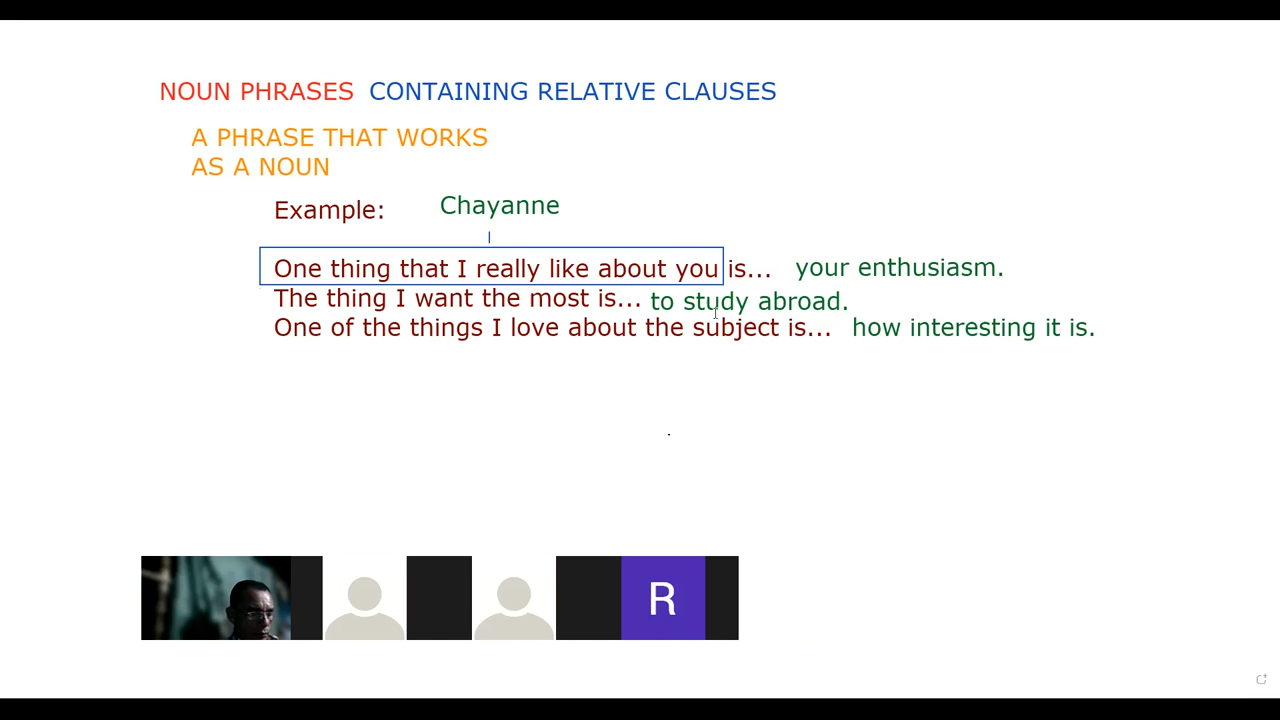 NOUN PHRASES CONTAINING RELATIVE CLAUSES
A PHRASE THAT WORKS
AS A NOUN
Example: Chayanne
One thing that I really like about you is... your enthusiasm.
The thing I want the most is... to study abroad.
One of the things I love about the subject is... how interesting it is.
R